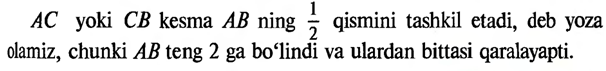 AC yoki CB kesma AB ning 1/2 qismini tashkil etadi, deb yoza
olamiz, chunki AB teng 2 ga bo‘lindi va ulardan bittasi qaralayapti.